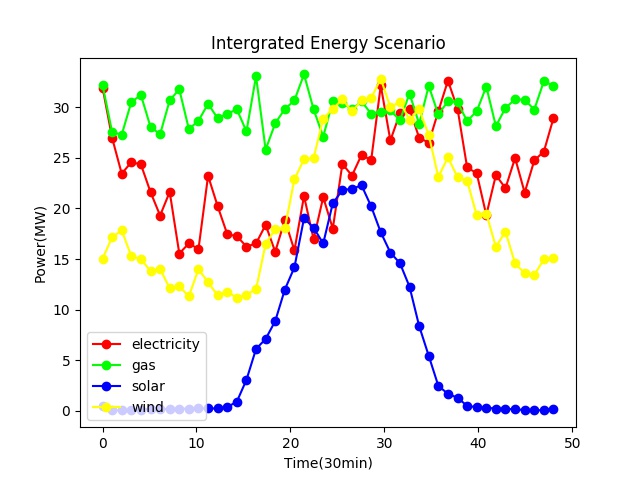 Intergrated Energy Scenario
Power(MW)
30
25
20
15
10
5
0
electricity
gas
solar
wind
0 10 20 30 40 50
Time(30min)